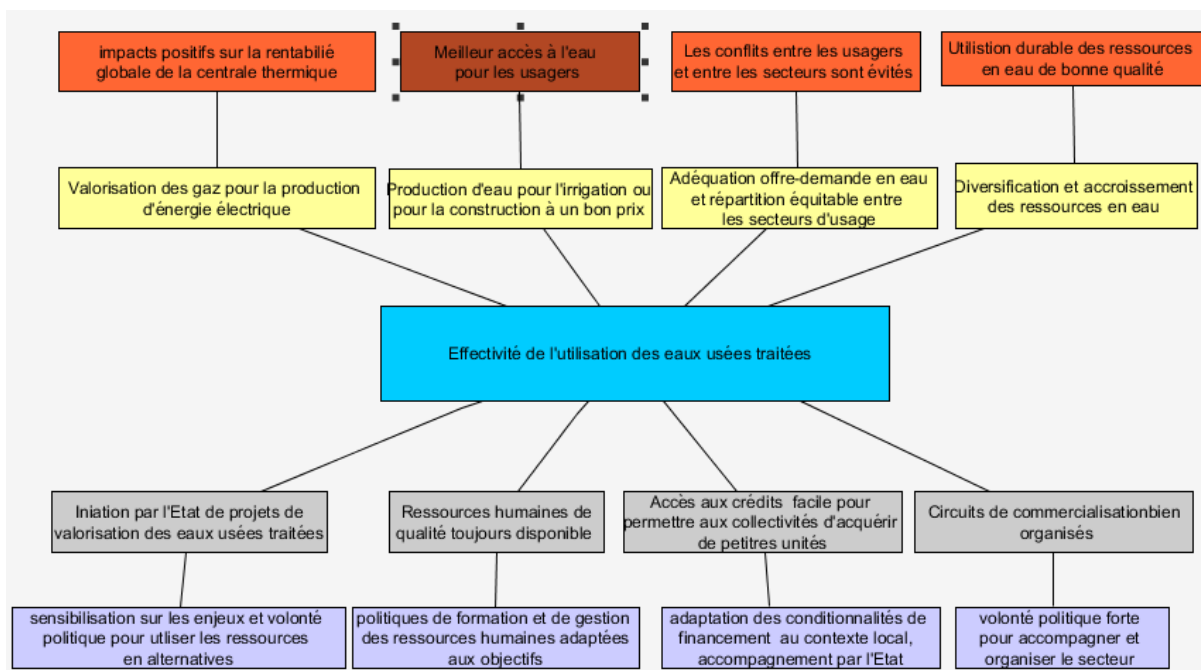 impacts positifs sur la rentabilié
globale de la centrale thermique
Meilleur accès à l'eau
pour les usagers
Les conflits entre les usagers
et entre les secteurs sont évités
Utilistion durable des ressources
en eau de bonne qualité
Valorisation des gaz pour la production
d'énergie électrique
Production d'eau pour l'irrigation ou
pour la construction à un bon prix
Adéquation offre-demande en eau
et répartition équitable entre
les secteurs d'usage
Diversification et accroissement
des ressources en eau
Effectivité de l'utilisation des eaux usées traitées
Iniation par l'Etat de projets de
valorisation des eaux usées traitées
Ressources humaines de
qualité toujours disponible
Accès aux crédits facile pour
permettre aux collectivités d'acquérir
de petitres unités
Circuits de commercialisationbien
organisés
sensibilisation sur les enjeux et volonté
politique pour utliser les ressources
en alternatives
politiques de formation et de gestion
des ressources humaines adaptées
aux objectifs
adaptation des conditionnalités de
financement au contexte local,
accompagnement par l'Etat
volonté politique forte
pour accompagner et
organiser le secteur